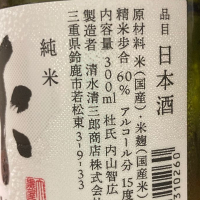 品目 日本酒
原材料 米(国産)・米麹(国産米)
精米歩合 60% アルコール分 15度
内容量 300ml 杜氏 内山智広
製造者 清水清三郎商店株式会
三重県鈴鹿市若松東3-9-33
純米
310260